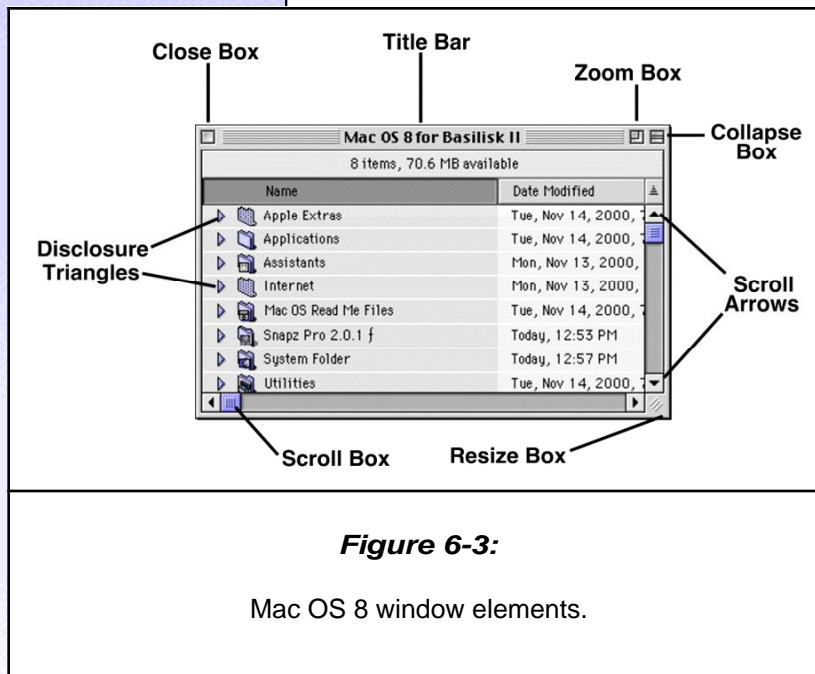 Close Box
Title Bar
Zoom Box
Collapse
Box
Mac OS 8 for Basilisk II
8 items, 70.6 MB available
Name
Date Modified
Apple Extras
Tue, Nov 14, 2000, 7
Applications
Tue, Nov 14, 2000, 7
Assistants
Mon, Nov 13, 2000,
Internet
Mon, Nov 13, 2000,
Mac OS Read Me Files
Tue, Nov 14, 2000, 7
Snapz Pro 2.0.1 ƒ
Today, 12:53 PM
System Folder
Today, 12:57 PM
Utilities
Tue, Nov 14, 2000, 7
Disclosure
Triangles
Scroll
Arrows
Scroll Box
Resize Box
Figure 6-3:
Mac OS 8 window elements.